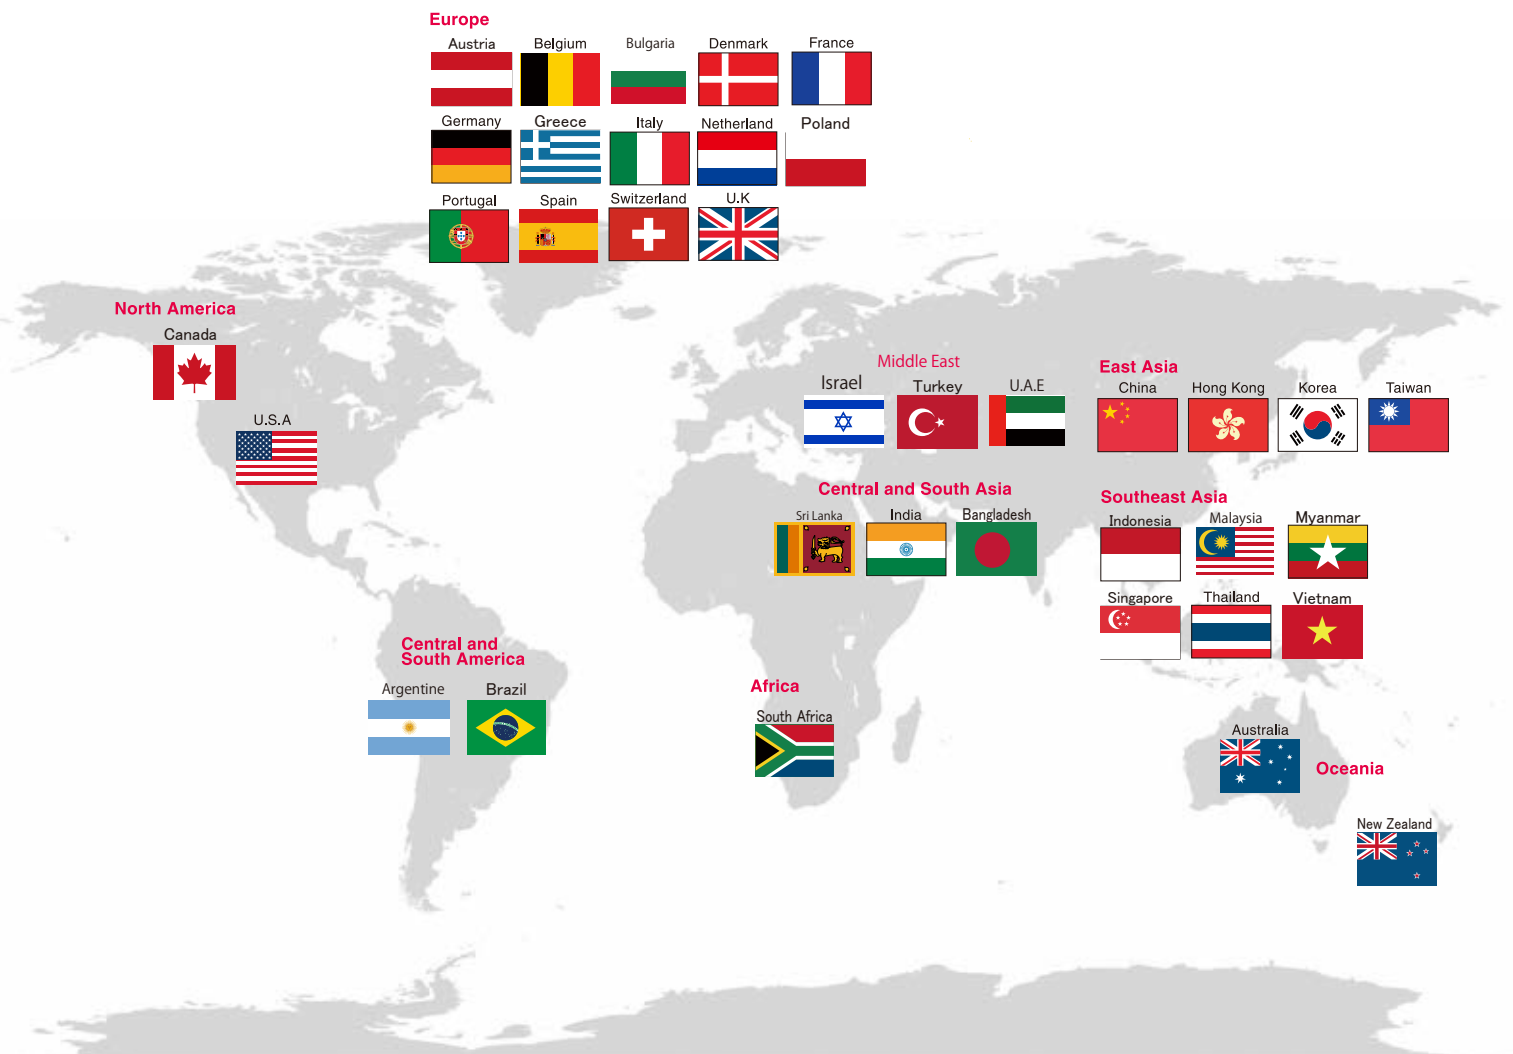 Europe
Austria Belgium Bulgaria Denmark France
Germany Greece Italy Netherland Poland
Portugal Spain Switzerland U.K
North America
Canada
U.S.A
Middle East
Israel Turkey U.A.E
East Asia
China Hong Kong Korea Taiwan
Central and South Asia
Sri Lanka India Bangladesh
Southeast Asia
Indonesia Malaysia Myanmar
Singapore Thailand Vietnam
Central and
South America
Argentine Brazil
Africa
South Africa
Australia
Oceania
New Zealand